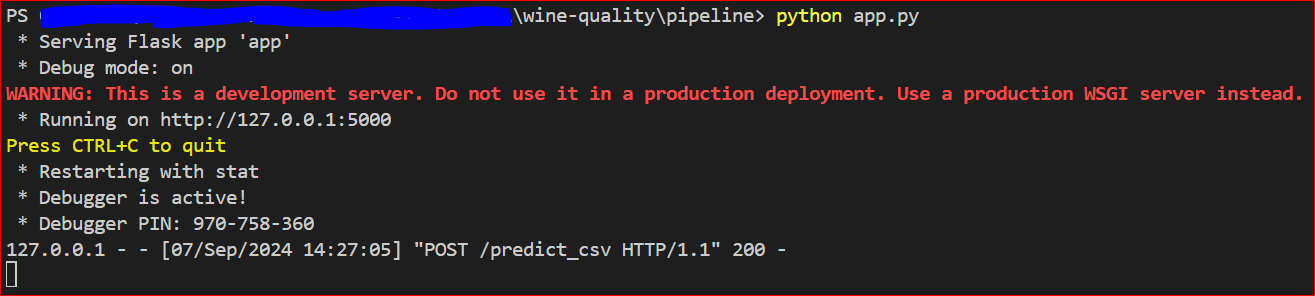 PS \wine-quality\pipeline> python app.py
* Serving Flask app 'app'
* Debug mode: on
WARNING: This is a development server. Do not use it in a production deployment. Use a production WSGI server instead.
* Running on http://127.0.0.1:5000
Press CTRL+C to quit
* Restarting with stat
* Debugger is active!
* Debugger PIN: 970-758-360
127.0.0.1 - - [07/Sep/2024 14:27:05] "POST /predict_csv HTTP/1.1" 200 -